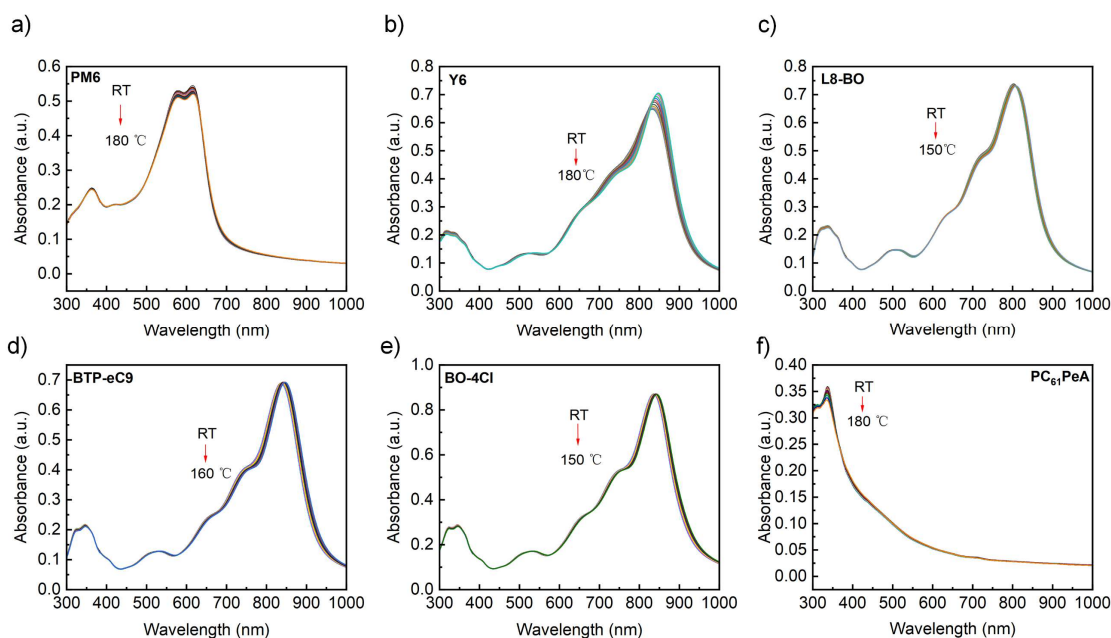 a)
PM6
RT
180 ℃
Absorbance (a.u.)
0.6
0.5
0.4
0.3
0.2
0.1
0.0
300 400 500 600 700 800 900 1000
Wavelength (nm)
b)
Y6
RT
180℃
Absorbance (a.u.)
0.8
0.7
0.6
0.5
0.4
0.3
0.2
0.1
0.0
300 400 500 600 700 800 900 1000
Wavelength (nm)
c)
L8-BO
RT
150℃
Absorbance (a.u.)
0.8
0.7
0.6
0.5
0.4
0.3
0.2
0.1
0.0
300 400 500 600 700 800 900 1000
Wavelength (nm)
d)
BTP-eC9
RT
160 ℃
Absorbance (a.u.)
0.7
0.6
0.5
0.4
0.3
0.2
0.1
0.0
300 400 500 600 700 800 900 1000
Wavelength (nm)
e)
BO-4Cl
RT
150 ℃
Absorbance (a.u.)
1.0
0.8
0.6
0.4
0.2
0.0
300 400 500 600 700 800 900 1000
Wavelength (nm)
f)
PC₆₁PeA
RT
180 ℃
Absorbance (a.u.)
0.40
0.35
0.30
0.25
0.20
0.15
0.10
0.05
0.00
300 400 500 600 700 800 900 1000
Wavelength (nm)